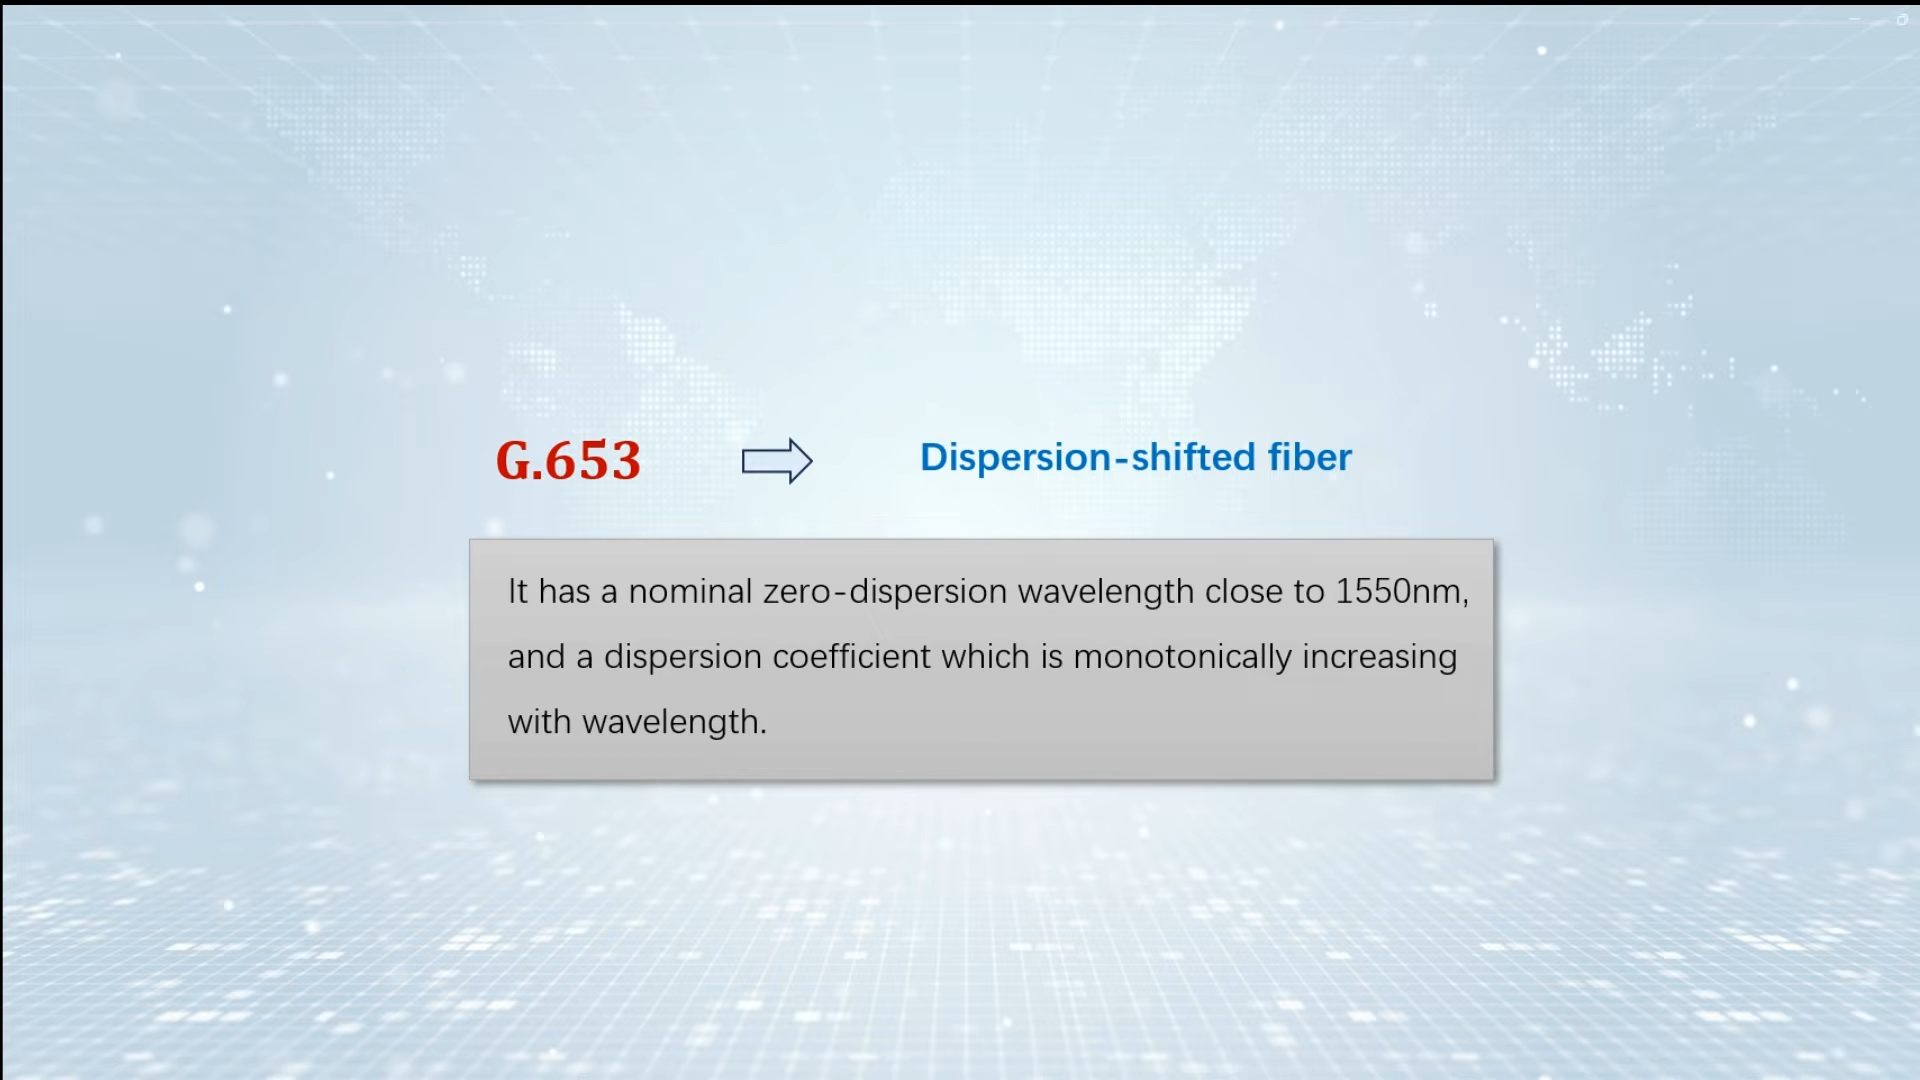 G.653 Dispersion-shifted fiber
It has a nominal zero-dispersion wavelength close to 1550nm,
and a dispersion coefficient which is monotonically increasing
with wavelength.